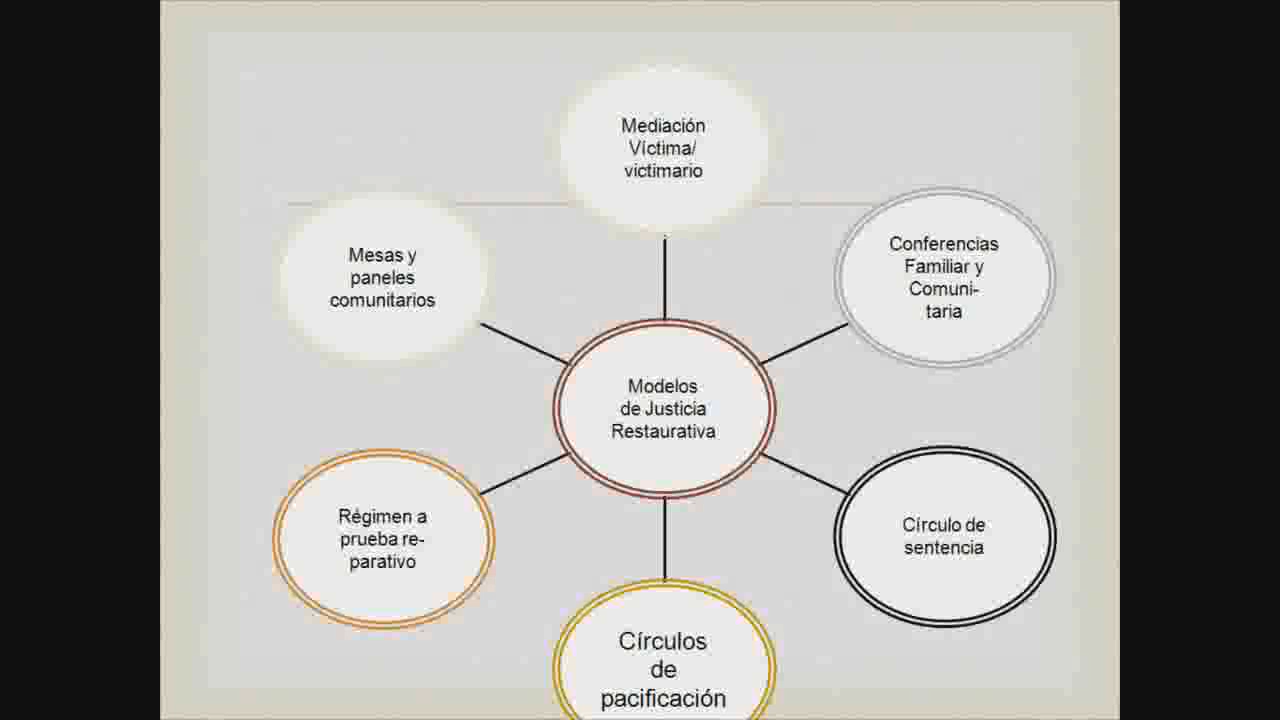 Mediación
Víctima/
victimario
Mesas y
paneles
comunitarios
Conferencias
Familiar y
Comuni-
taria
Modelos
de Justicia
Restaurativa
Régimen a
prueba re-
parativo
Círculo de
sentencia
Círculos
de
pacificación